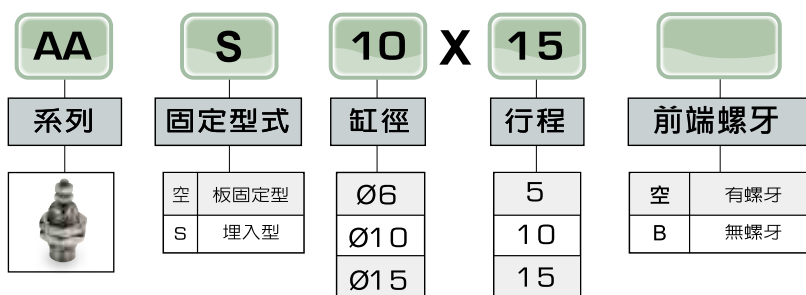 AA S 10 X 15
系列 固定型式 缸徑 行程 前端螺牙
空 板固定型 Ø6 5 空 有螺牙
S 埋入型 Ø10 10 B 無螺牙
Ø15 15